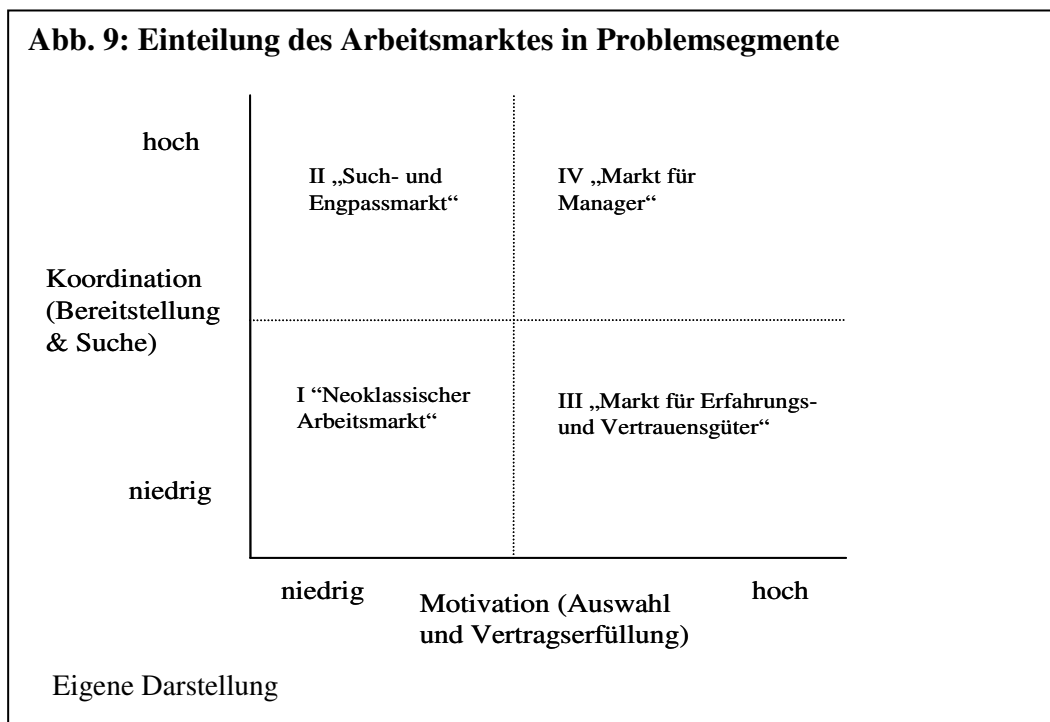 Abb. 9: Einteilung des Arbeitsmarktes in Problemsegmente
hoch
II „Such- und
Engpassmarkt“
IV „Markt für
Manager“
Koordination
(Bereitstellung
& Suche)
I “Neoklassischer
Arbeitsmarkt“
III „Markt für Erfahrungs-
und Vertrauensgüter“
niedrig
niedrig
Motivation (Auswahl
und Vertragserfüllung)
hoch
Eigene Darstellung